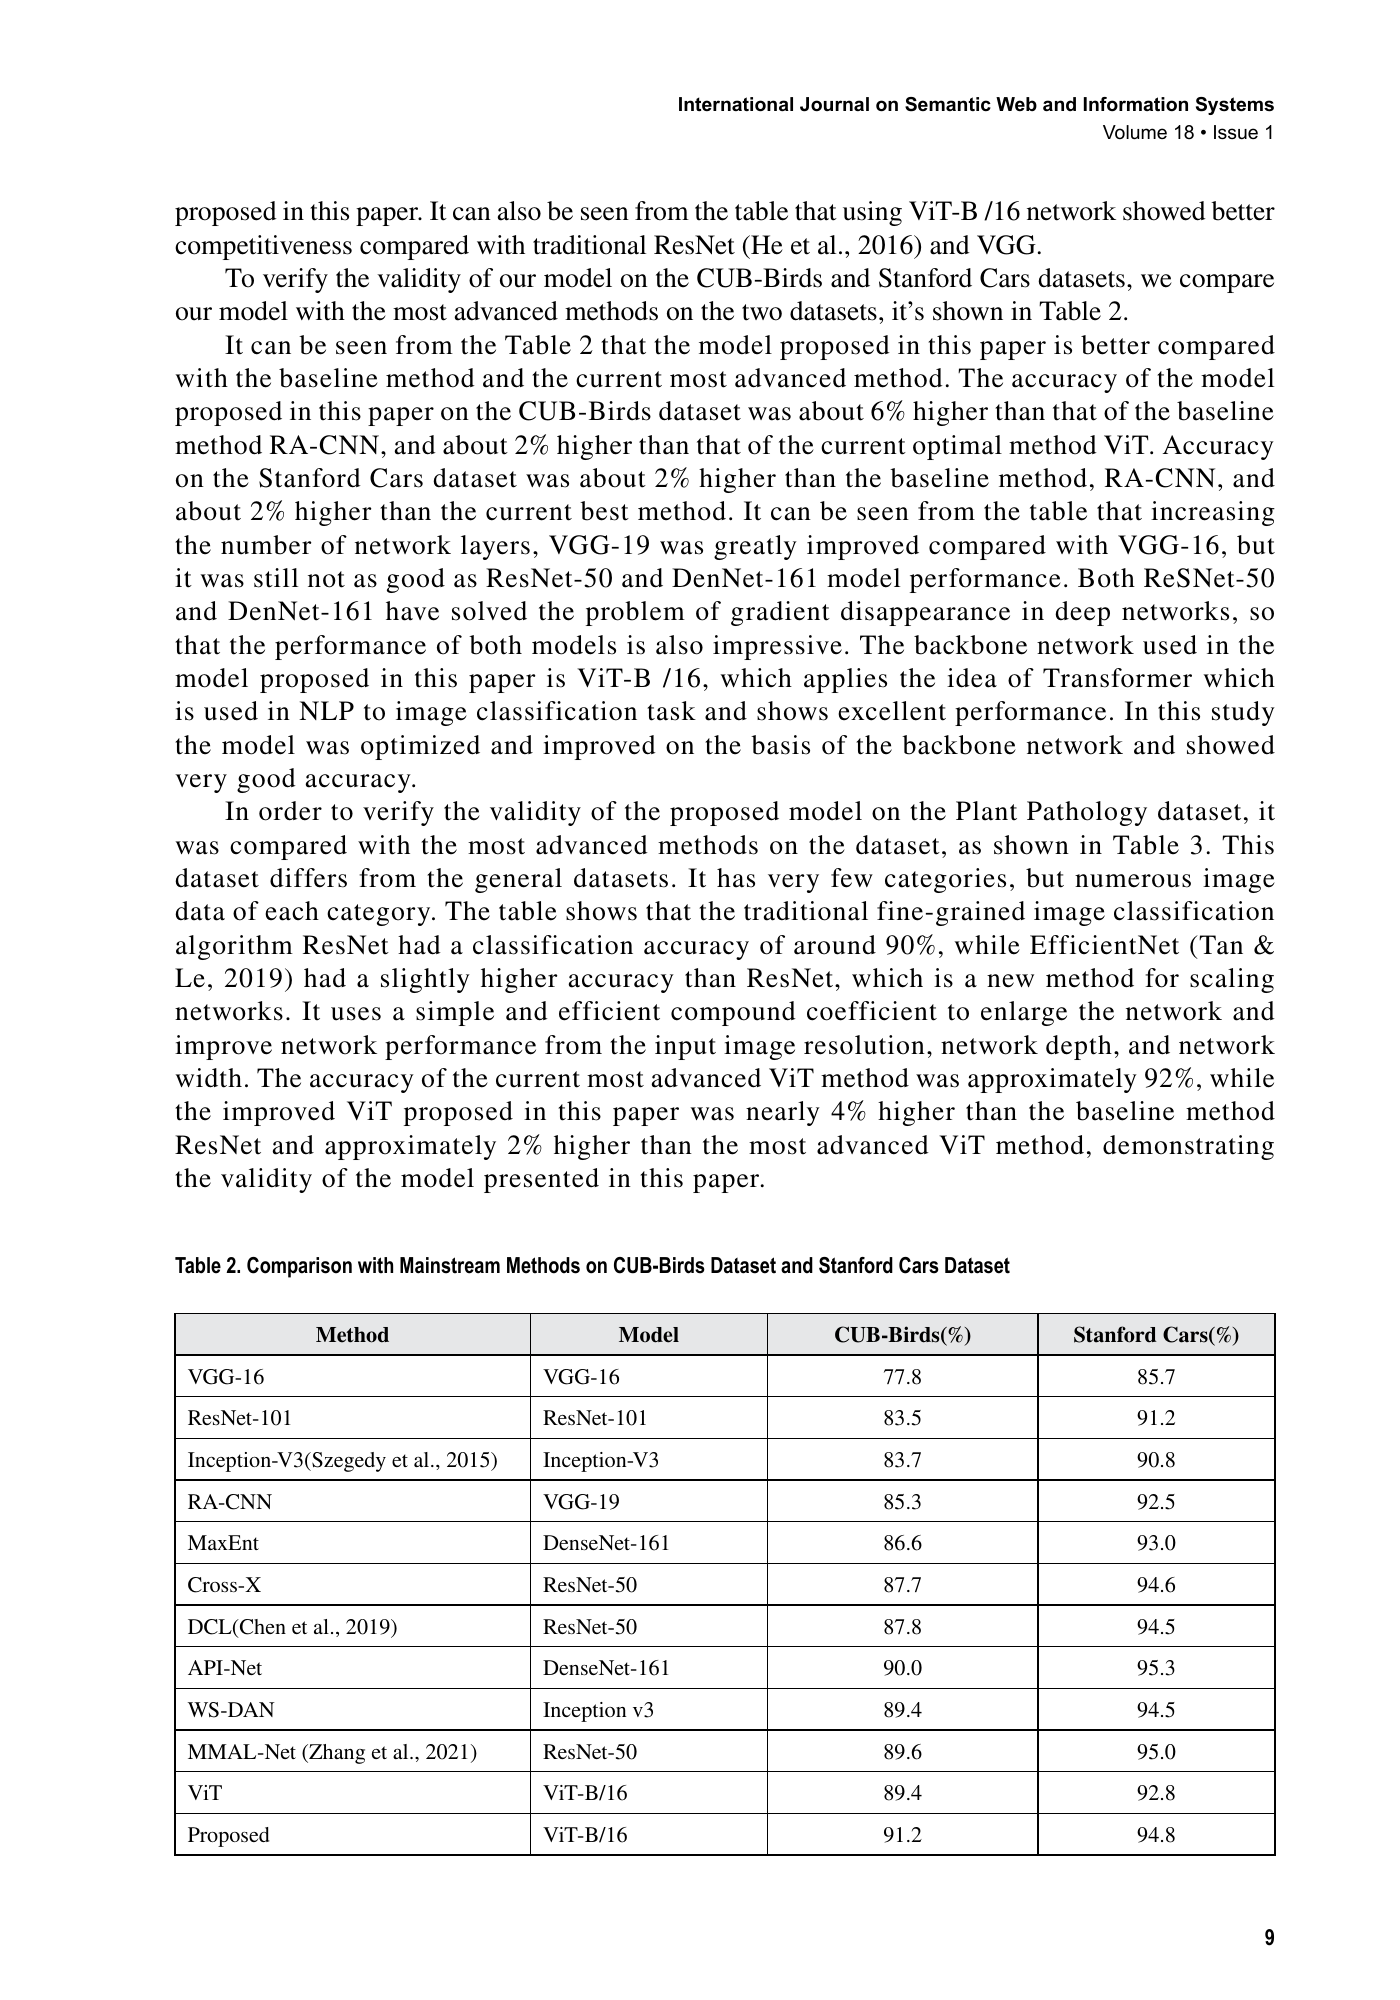 International Journal on Semantic Web and Information Systems
Volume 18 • Issue 1
proposed in this paper. It can also be seen from the table that using ViT-B /16 network showed better
competitiveness compared with traditional ResNet (He et al., 2016) and VGG.
To verify the validity of our model on the CUB-Birds and Stanford Cars datasets, we compare
our model with the most advanced methods on the two datasets, it’s shown in Table 2.
It can be seen from the Table 2 that the model proposed in this paper is better compared
with the baseline method and the current most advanced method. The accuracy of the model
proposed in this paper on the CUB-Birds dataset was about 6% higher than that of the baseline
method RA-CNN, and about 2% higher than that of the current optimal method ViT. Accuracy
on the Stanford Cars dataset was about 2% higher than the baseline method, RA-CNN, and
about 2% higher than the current best method. It can be seen from the table that increasing
the number of network layers, VGG-19 was greatly improved compared with VGG-16, but
it was still not as good as ResNet-50 and DenNet-161 model performance. Both ReSNet-50
and DenNet-161 have solved the problem of gradient disappearance in deep networks, so
that the performance of both models is also impressive. The backbone network used in the
model proposed in this paper is ViT-B /16, which applies the idea of Transformer which
is used in NLP to image classification task and shows excellent performance. In this study
the model was optimized and improved on the basis of the backbone network and showed
very good accuracy.
In order to verify the validity of the proposed model on the Plant Pathology dataset, it
was compared with the most advanced methods on the dataset, as shown in Table 3. This
dataset differs from the general datasets. It has very few categories, but numerous image
data of each category. The table shows that the traditional fine-grained image classification
algorithm ResNet had a classification accuracy of around 90%, while EfficientNet (Tan &
Le, 2019) had a slightly higher accuracy than ResNet, which is a new method for scaling
networks. It uses a simple and efficient compound coefficient to enlarge the network and
improve network performance from the input image resolution, network depth, and network
width. The accuracy of the current most advanced ViT method was approximately 92%, while
the improved ViT proposed in this paper was nearly 4% higher than the baseline method
ResNet and approximately 2% higher than the most advanced ViT method, demonstrating
the validity of the model presented in this paper.
Table 2. Comparison with Mainstream Methods on CUB-Birds Dataset and Stanford Cars Dataset
Method Model CUB-Birds(%) Stanford Cars(%)
VGG-16 VGG-16 77.8 85.7
ResNet-101 ResNet-101 83.5 91.2
Inception-V3(Szegedy et al., 2015) Inception-V3 83.7 90.8
RA-CNN VGG-19 85.3 92.5
MaxEnt DenseNet-161 86.6 93.0
Cross-X ResNet-50 87.7 94.6
DCL(Chen et al., 2019) ResNet-50 87.8 94.5
API-Net DenseNet-161 90.0 95.3
WS-DAN Inception v3 89.4 94.5
MMAL-Net (Zhang et al., 2021) ResNet-50 89.6 95.0
ViT ViT-B/16 89.4 92.8
Proposed ViT-B/16 91.2 94.8
9